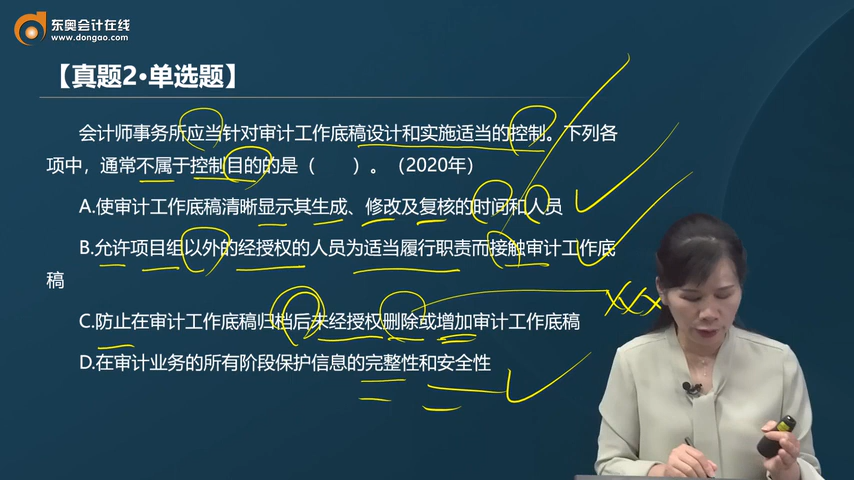 东奥会计在线
www.dongao.com
【真题2·单选题】
会计师事务所应当针对审计工作底稿设计和实施适当的控制。下列各
项中，通常不属于控制目的的是（　　）。（2020年）
A.使审计工作底稿清晰显示其生成、修改及复核的时间和人员
B.允许项目组以外的经授权的人员为适当履行职责而接触审计工作底
稿
C.防止在审计工作底稿归档后未经授权删除或增加审计工作底稿
D.在审计业务的所有阶段保护信息的完整性和安全性